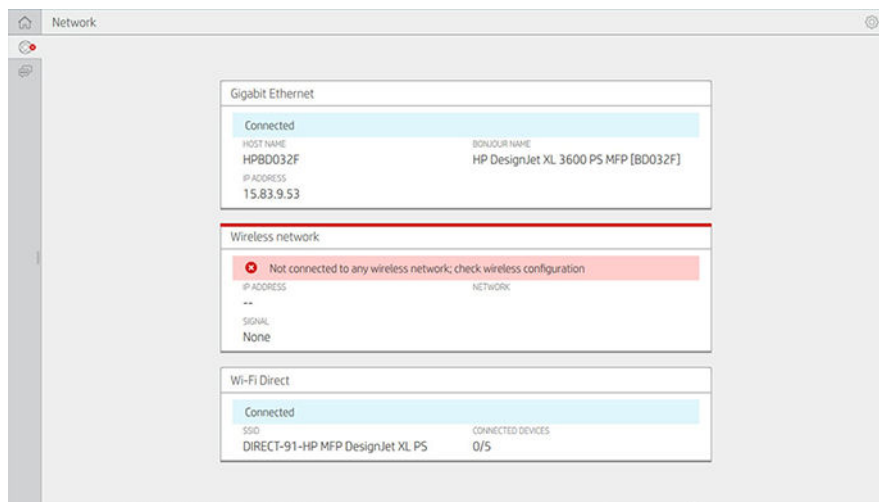 Network
Gigabit Ethernet
Connected
HOST NAME BONJOUR NAME
HPBD032F HP DesignJet XL 3600 PS MFP [BD032F]
IP ADDRESS
15.83.9.53
Wireless network
Not connected to any wireless network; check wireless configuration
IP ADDRESS NETWORK
--
SIGNAL
None
Wi-Fi Direct
Connected
SSID CONNECTED DEVICES
DIRECT-91-HP MFP DesignJet XL PS 0/5